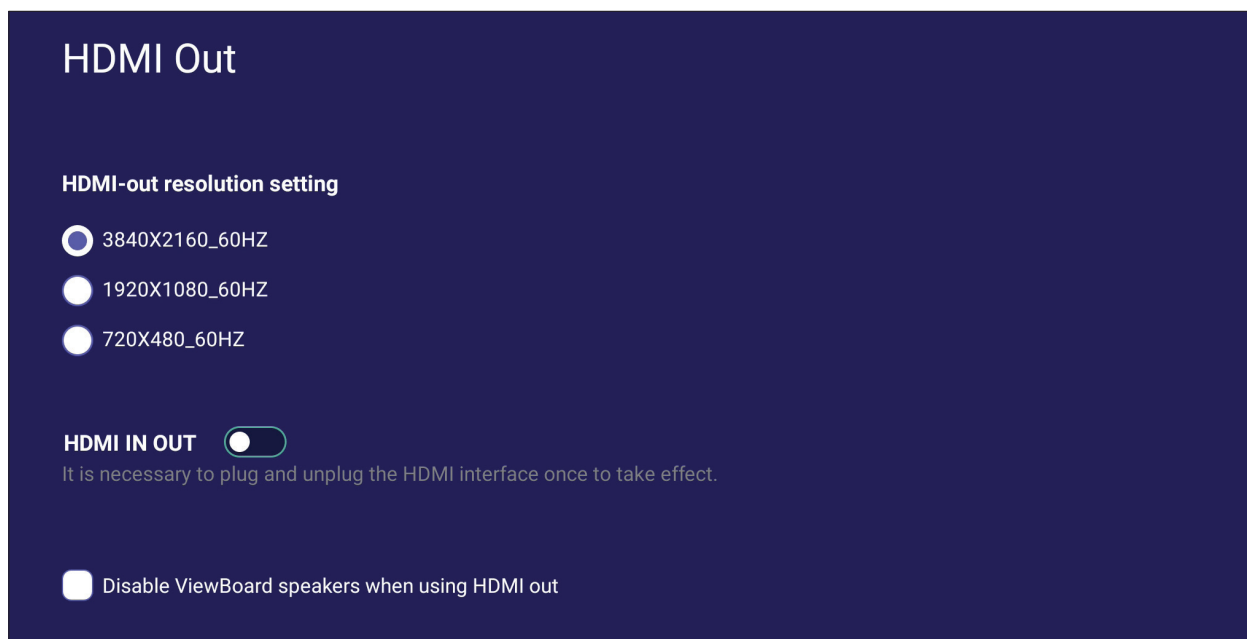 HDMI Out
HDMI-out resolution setting
3840X2160_60HZ
1920X1080_60HZ
720X480_60HZ
HDMI IN OUT
It is necessary to plug and unplug the HDMI interface once to take effect.
Disable ViewBoard speakers when using HDMI out